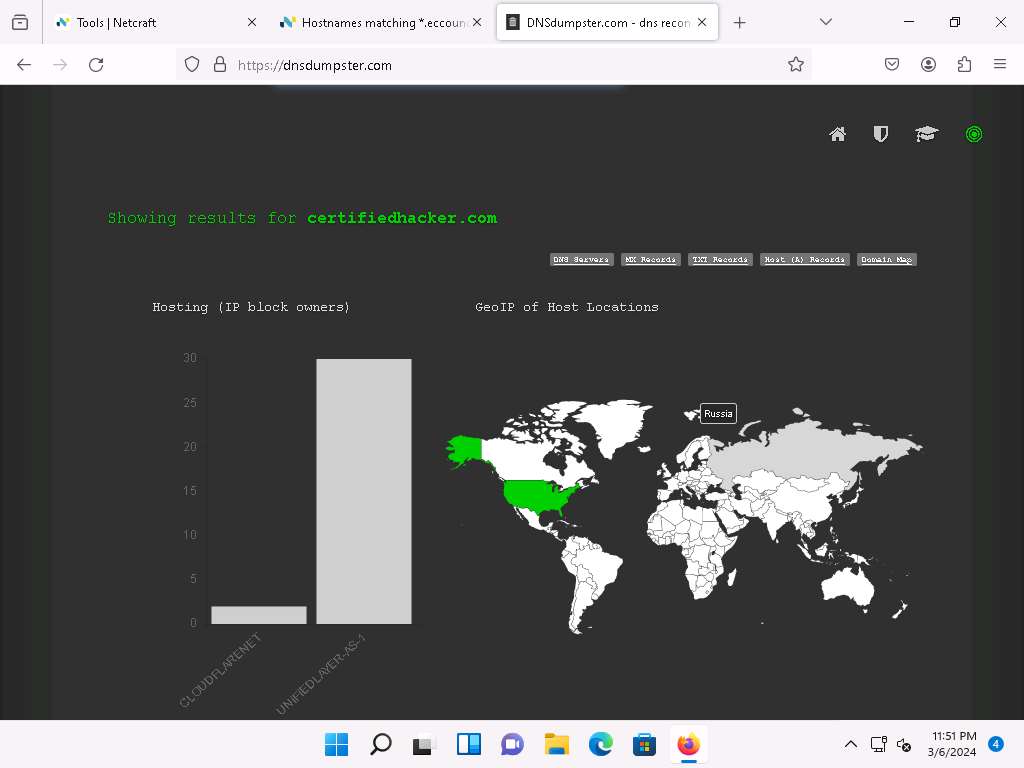 Tools | Netcraft
Hostnames matching *.eccoun
DNSdumpster.com - dns recon
https://dnsdumpster.com
Showing results for certifiedhacker.com
DNS Servers
MX Records
TXT Records
Host (A) Records
Domain Map
Hosting (IP block owners)
GeoIP of Host Locations
30
25
20
15
10
5
0
CLOUDFLARENET
UNIFIEDLAYER-AS-1
Russia
11:51 PM
3/6/2024
4